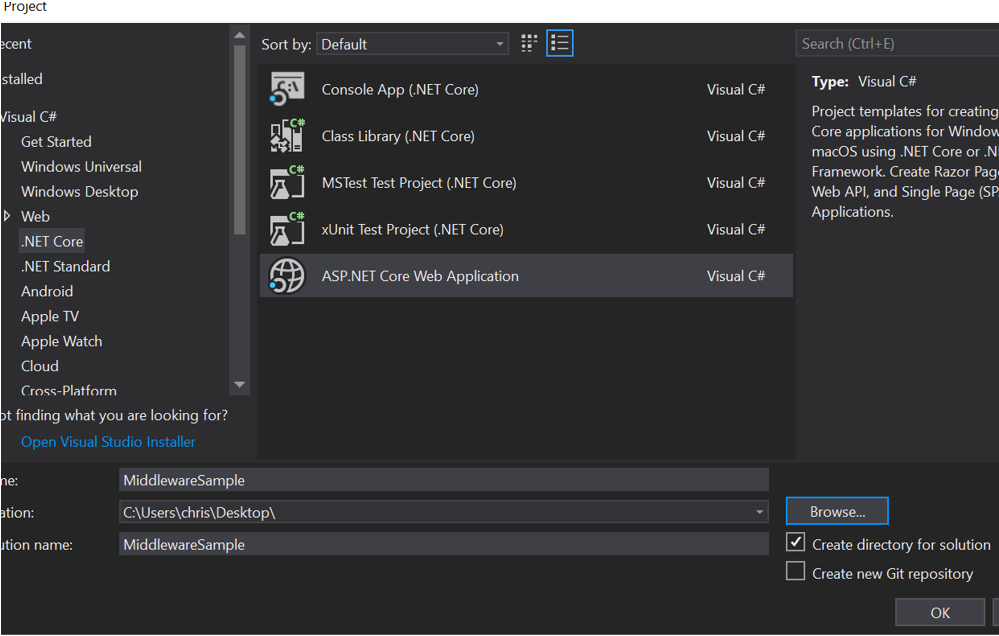 Project
ecent
stalled
Visual C#
Get Started
Windows Universal
Windows Desktop
Web
.NET Core
.NET Standard
Android
Apple TV
Apple Watch
Cloud
Cross-Platform
ot finding what you are looking for?
Open Visual Studio Installer
Sort by: Default
Console App (.NET Core) Visual C#
C# Class Library (.NET Core) Visual C#
C# MSTest Test Project (.NET Core) Visual C#
C# xUnit Test Project (.NET Core) Visual C#
ASP.NET Core Web Application Visual C#
Search (Ctrl+E)
Type: Visual C#
Project templates for creating
Core applications for Window
macOS using .NET Core or .N
Framework. Create Razor Pag
Web API, and Single Page (SP
Applications.
me: MiddlewareSample
ation: C:\Users\chris\Desktop\
Browse...
ution name: MiddlewareSample
Create directory for solution
Create new Git repository
OK